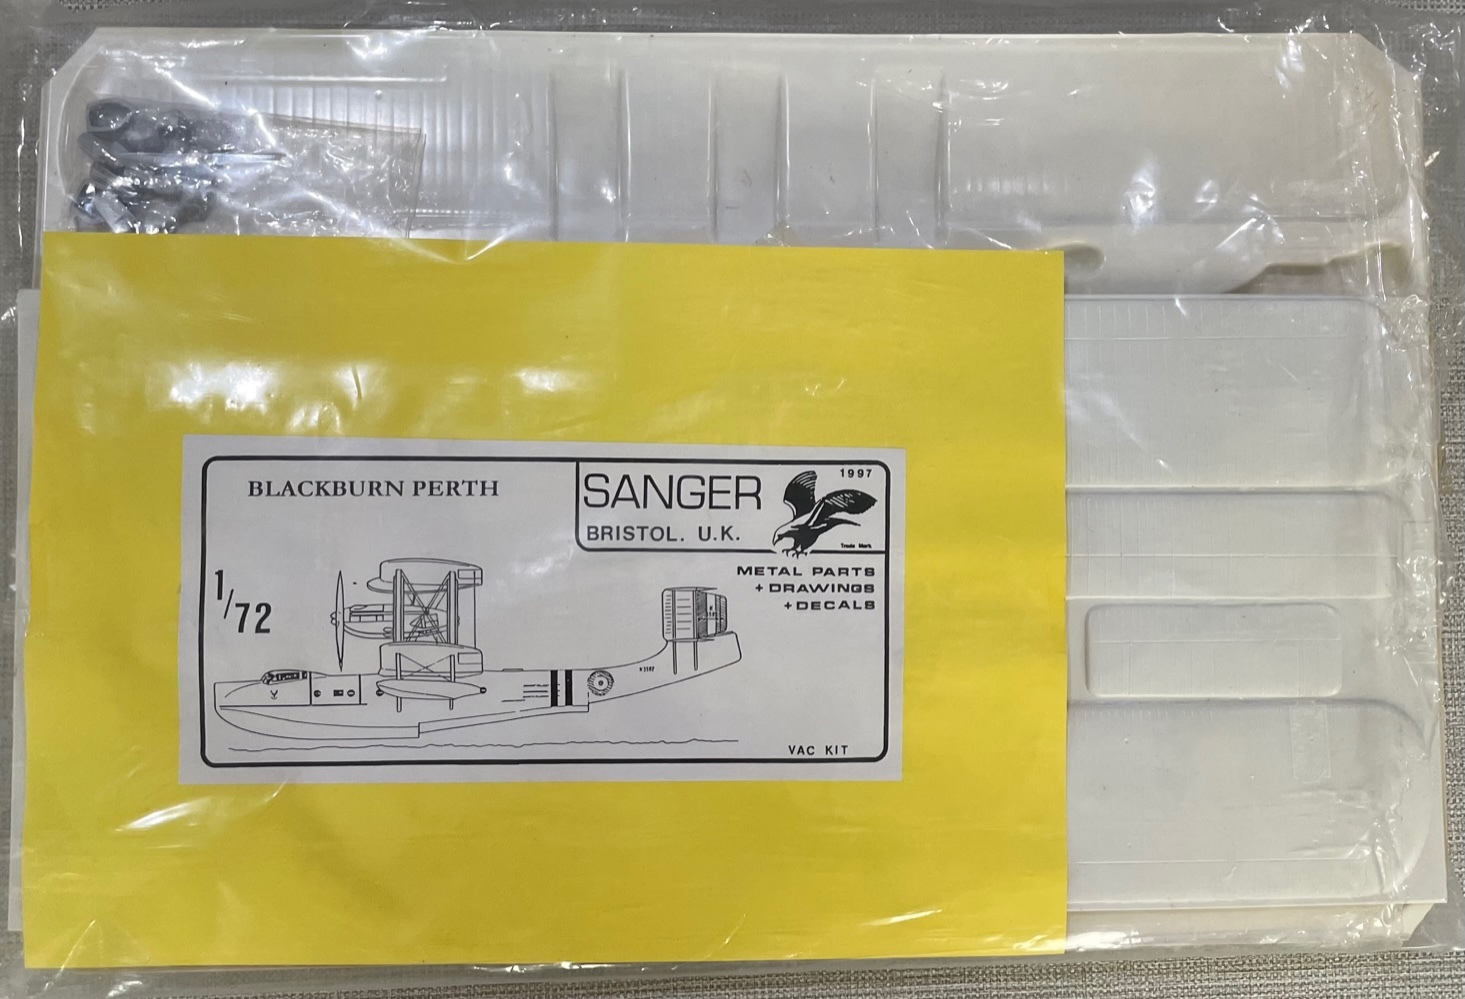 BLACKBURN PERTH
SANGER
1997
BRISTOL. U.K.
Trade Mark
METAL PARTS
+ DRAWINGS
+ DECALS
1/72
VAC KIT